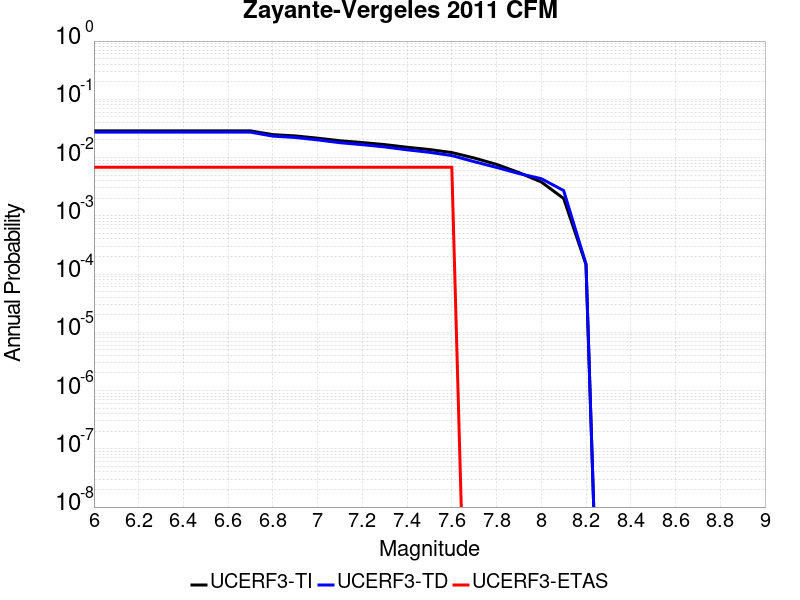 Zayante-Vergeles 2011 CFM
10^0
10^-1
10^-2
10^-3
10^-4
10^-5
10^-6
10^-7
10^-8
Annual Probability
6 6.2 6.4 6.6 6.8 7 7.2 7.4 7.6 7.8 8 8.2 8.4 8.6 8.8 9
Magnitude
UCERF3-TI UCERF3-TD UCERF3-ETAS